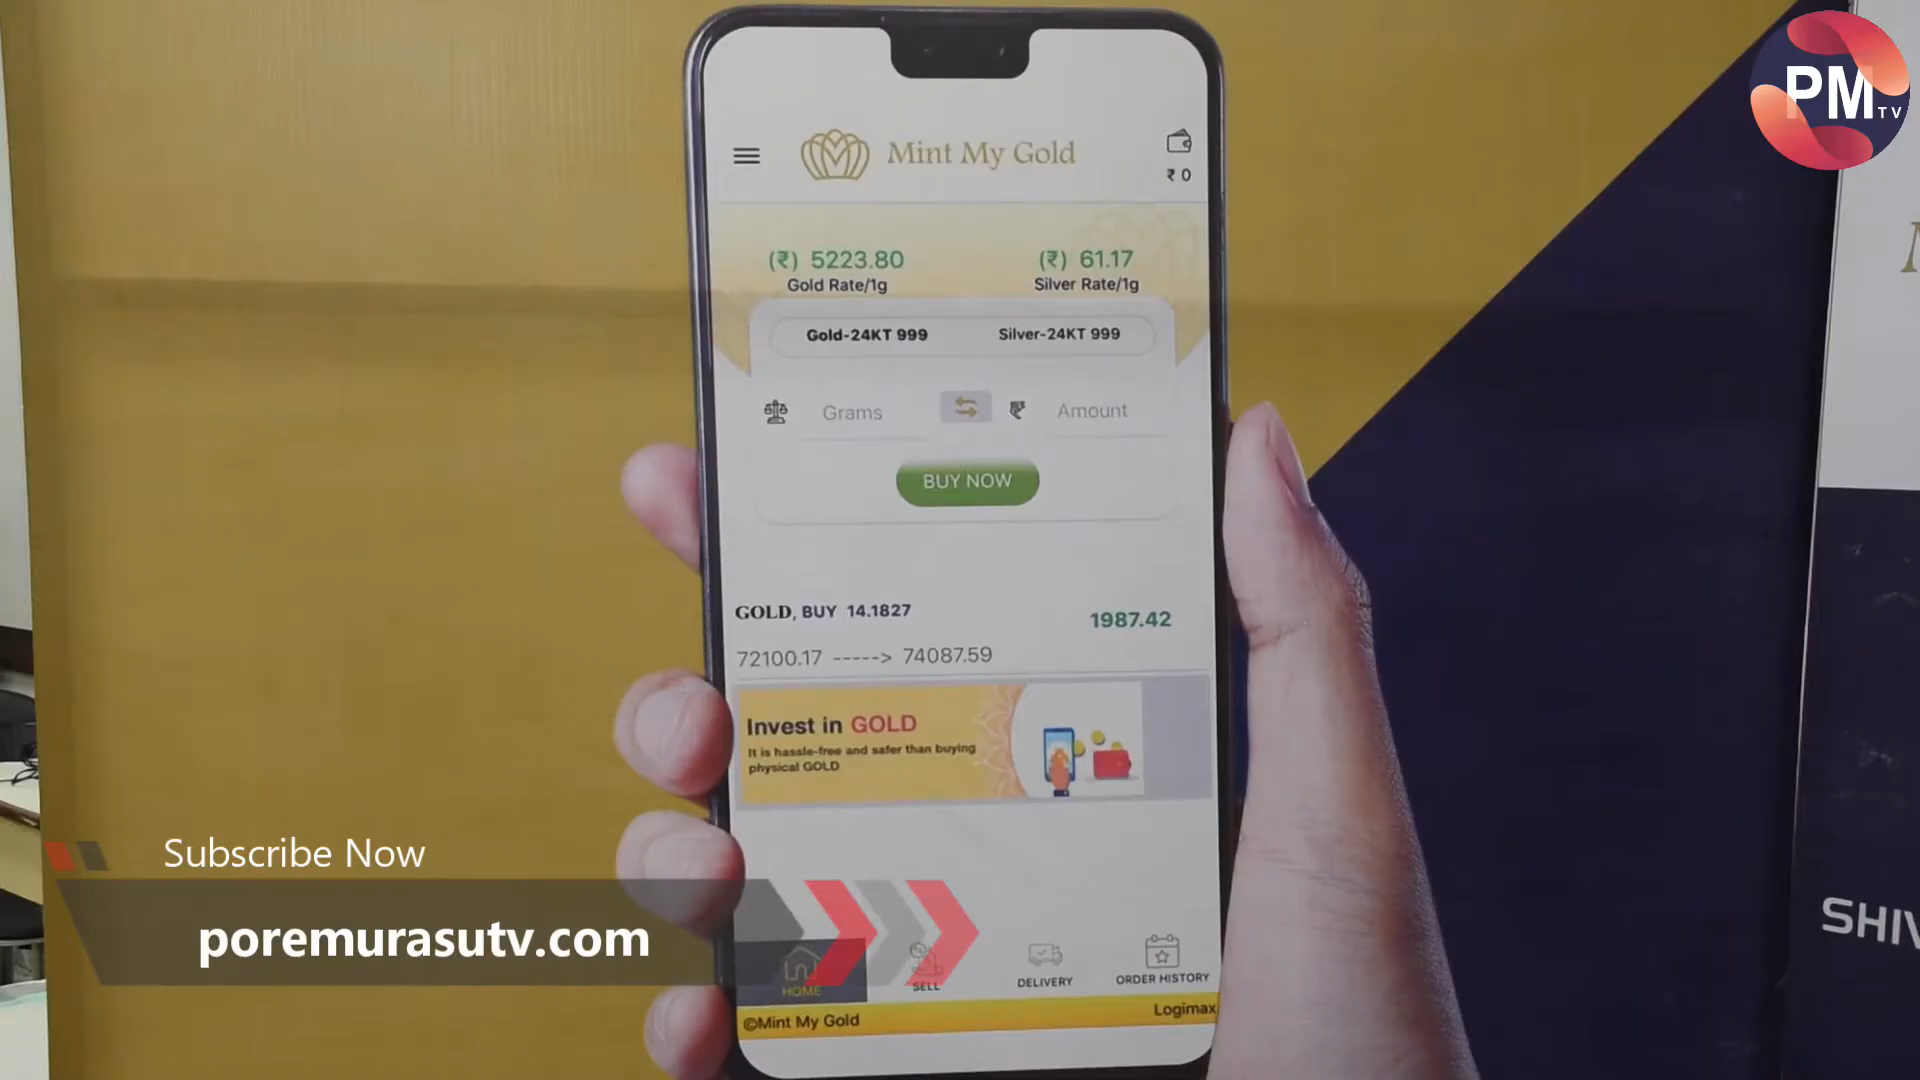 PM TV
Mint My Gold
₹ 0
(₹) 5223.80
Gold Rate/1g
(₹) 61.17
Silver Rate/1g
Gold-24KT 999
Silver-24KT 999
Grams
Amount
BUY NOW
GOLD, BUY 14.1827
1987.42
72100.17 -----> 74087.59
Invest in GOLD
It is hassle-free and safer than buying
physical GOLD
Subscribe Now
poremurasutv.com
HOME
SELL
DELIVERY
ORDER HISTORY
©Mint My Gold
Logimax